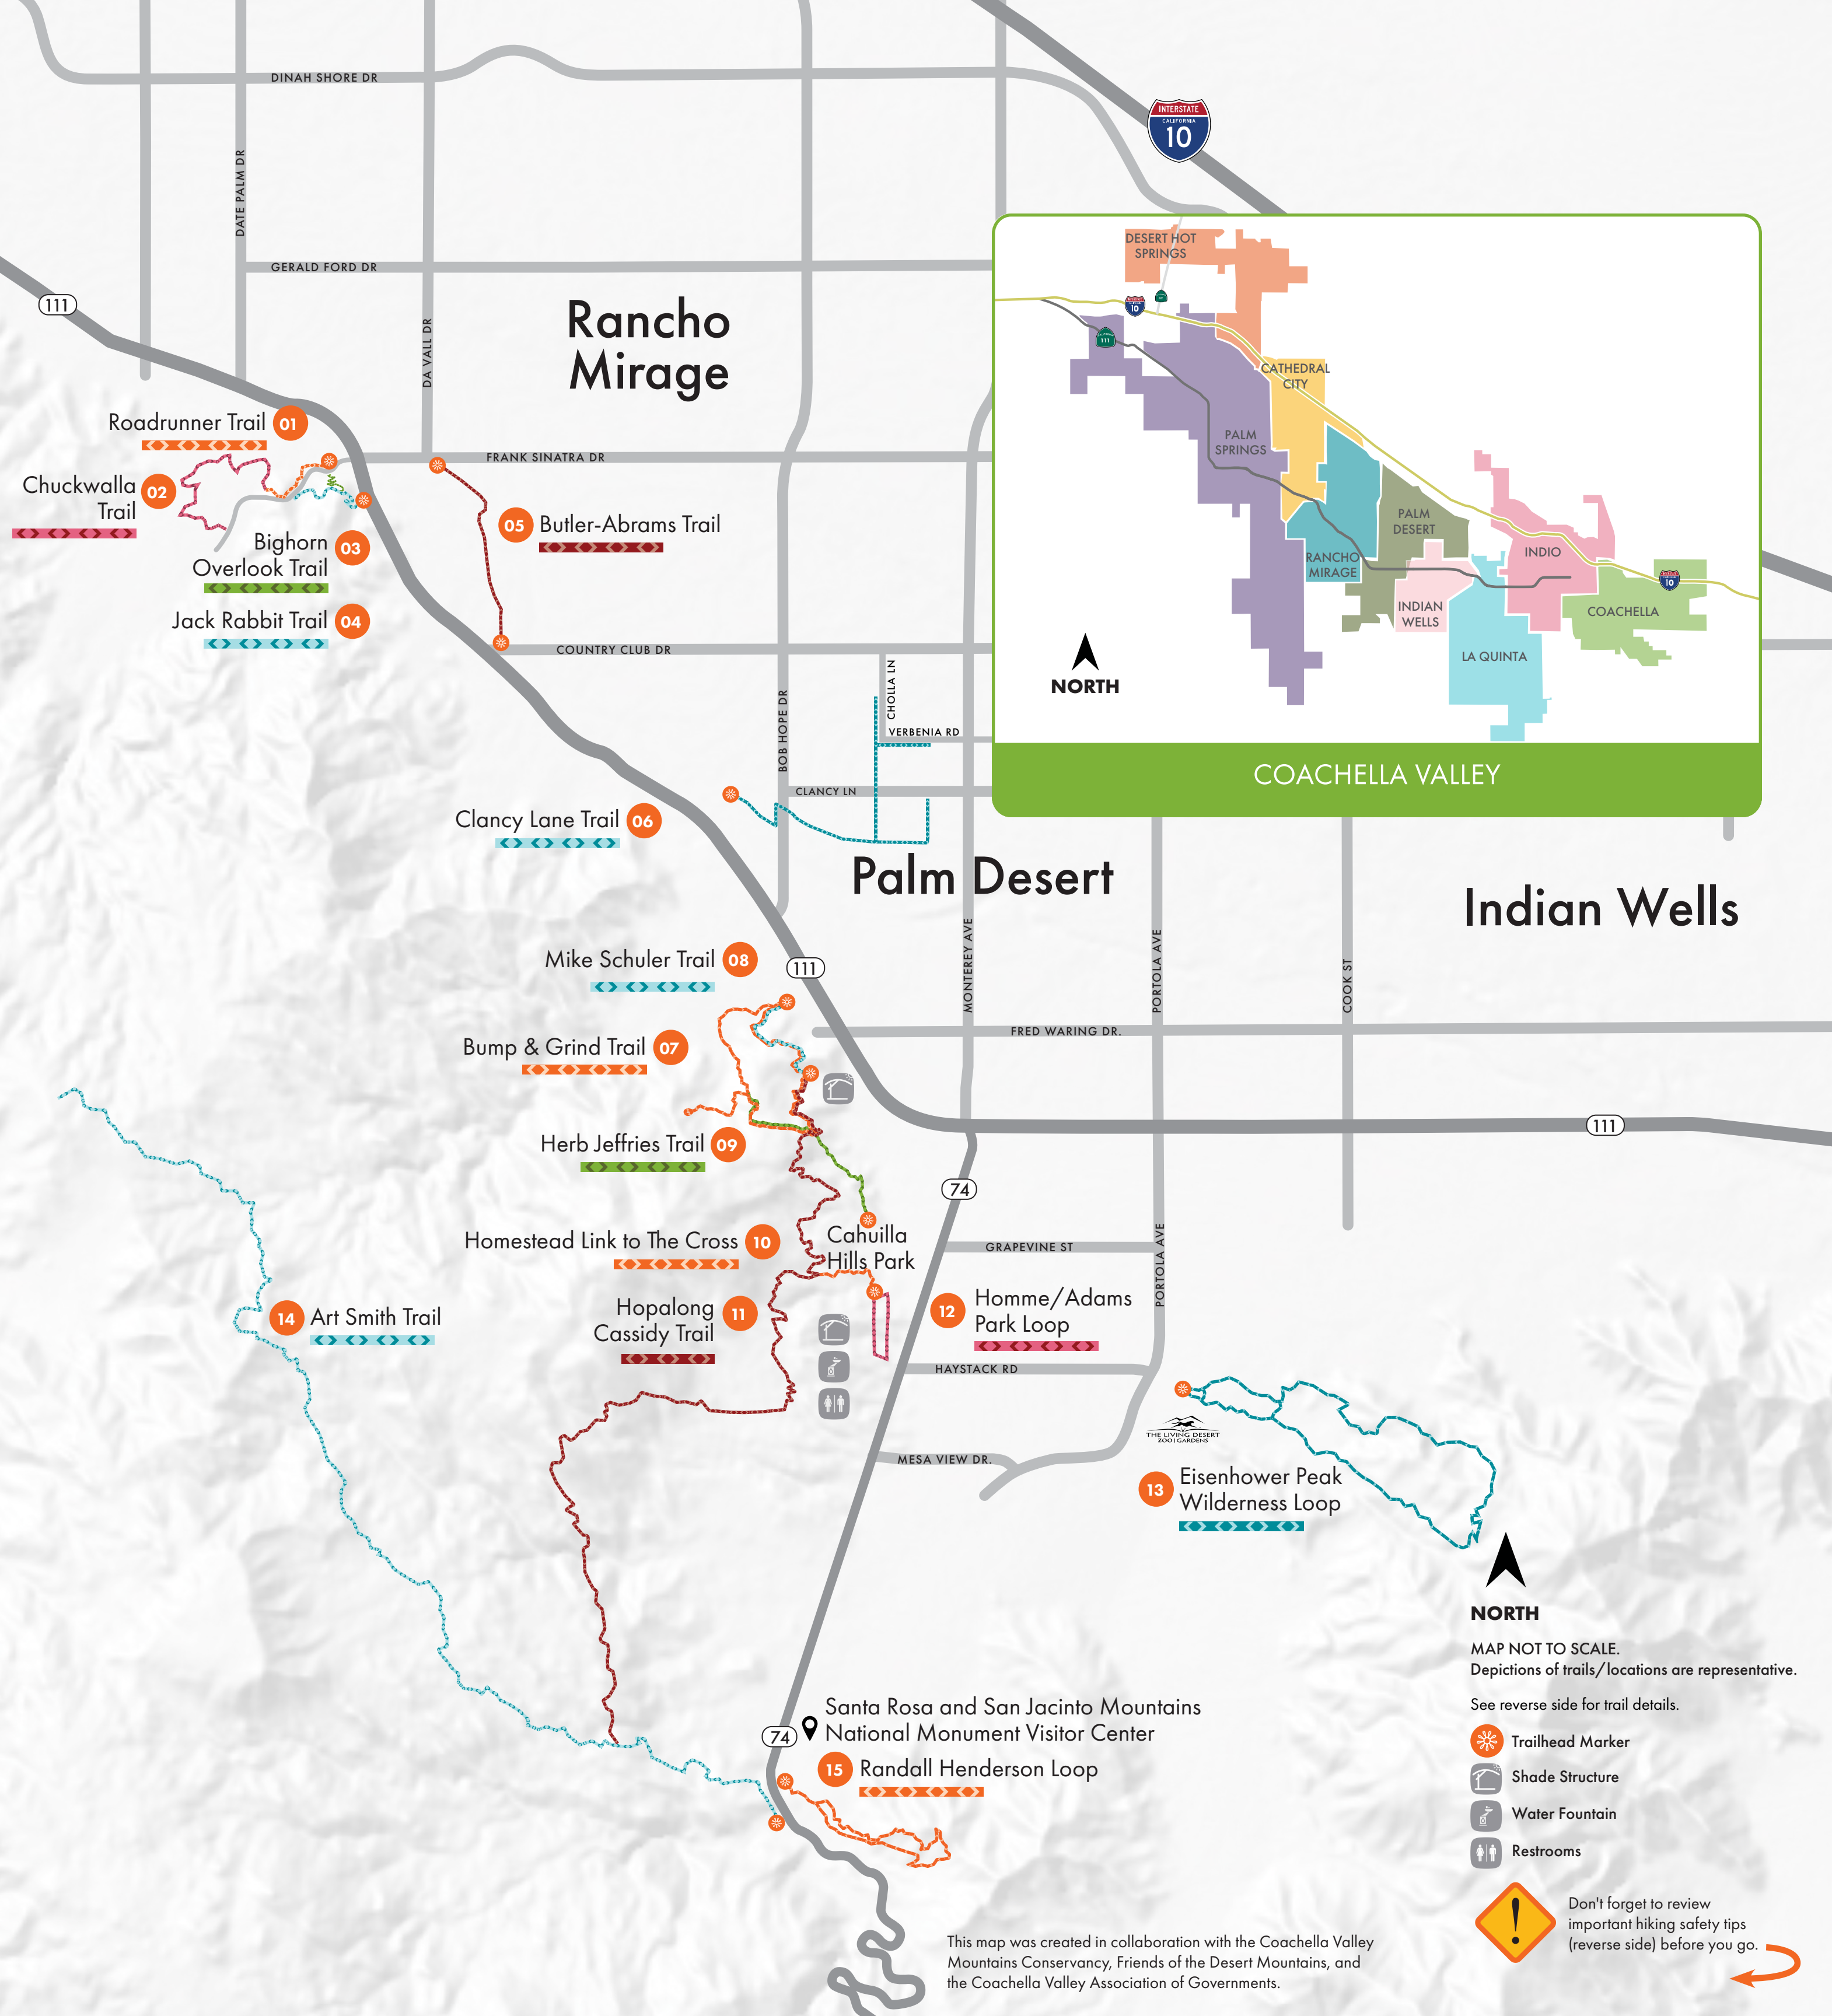 DINAH SHORE DR
DATE PALM DR
GERALD FORD DR
DA VALL DR
INTERSTATE
CALIFORNIA
10
111
Rancho
Mirage
Roadrunner Trail 01
Chuckwalla
Trail
02
Bighorn
Overlook Trail
03
Jack Rabbit Trail 04
FRANK SINATRA DR
05 Butler-Abrams Trail
COUNTRY CLUB DR
BOB HOPE DR
CHOLLA LN
VERBENIA RD
CLANCY LN
Clancy Lane Trail 06
DESERT HOT
SPRINGS
10
111
CATHEDRAL
CITY
PALM
SPRINGS
PALM
DESERT
RANCHO
MIRAGE
INDIAN
WELLS
INDIO
10
COACHELLA
LA QUINTA
NORTH
COACHELLA VALLEY
Palm Desert
Indian Wells
MONTEREY AVE
PORTOLA AVE
COOK ST
Mike Schuler Trail 08
111
FRED WARING DR.
Bump & Grind Trail 07
111
Herb Jeffries Trail 09
74
Homestead Link to The Cross 10
Cahuilla
Hills Park
GRAPEVINE ST
PORTOLA AVE
Hopalong
Cassidy Trail
11
12
Homme/Adams
Park Loop
14 Art Smith Trail
HAYSTACK RD
THE LIVING DESERT
ZOO | GARDENS
MESA VIEW DR.
13
Eisenhower Peak
Wilderness Loop
NORTH
MAP NOT TO SCALE.
Depictions of trails/locations are representative.
See reverse side for trail details.
Trailhead Marker
Shade Structure
Water Fountain
Restrooms
74
Santa Rosa and San Jacinto Mountains
National Monument Visitor Center
15 Randall Henderson Loop
!
Don't forget to review
important hiking safety tips
(reverse side) before you go.
This map was created in collaboration with the Coachella Valley
Mountains Conservancy, Friends of the Desert Mountains, and
the Coachella Valley Association of Governments.